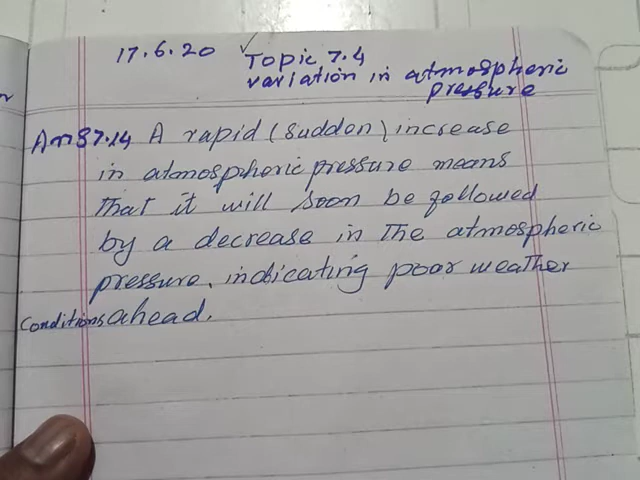 17.6.20 Topic 7.4
variation in atmospheric
pressure
Ans 7.14 A rapid (sudden) increase
in atmospheric pressure means
that it will soon be followed
by a decrease in the atmospheric
pressure, indicating poor weather
conditions ahead.